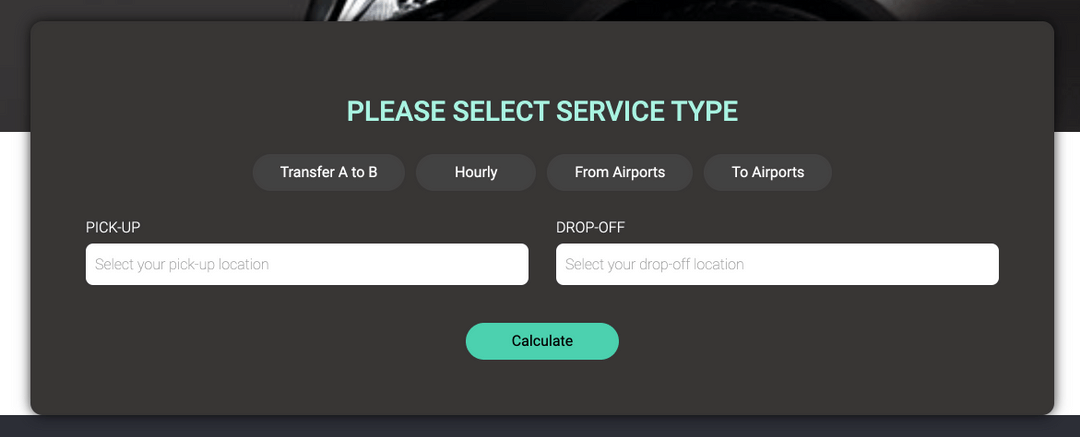 PLEASE SELECT SERVICE TYPE
Transfer A to B Hourly From Airports To Airports
PICK-UP DROP-OFF
Select your pick-up location Select your drop-off location
Calculate